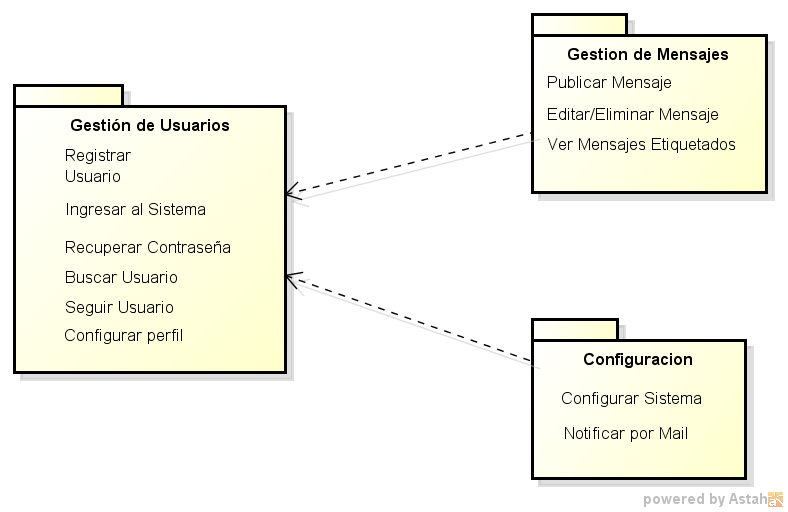 Gestión de Usuarios
Registrar
Usuario
Ingresar al Sistema
Recuperar Contraseña
Buscar Usuario
Seguir Usuario
Configurar perfil
Gestion de Mensajes
Publicar Mensaje
Editar/Eliminar Mensaje
Ver Mensajes Etiquetados
Configuracion
Configurar Sistema
Notificar por Mail
powered by Astah